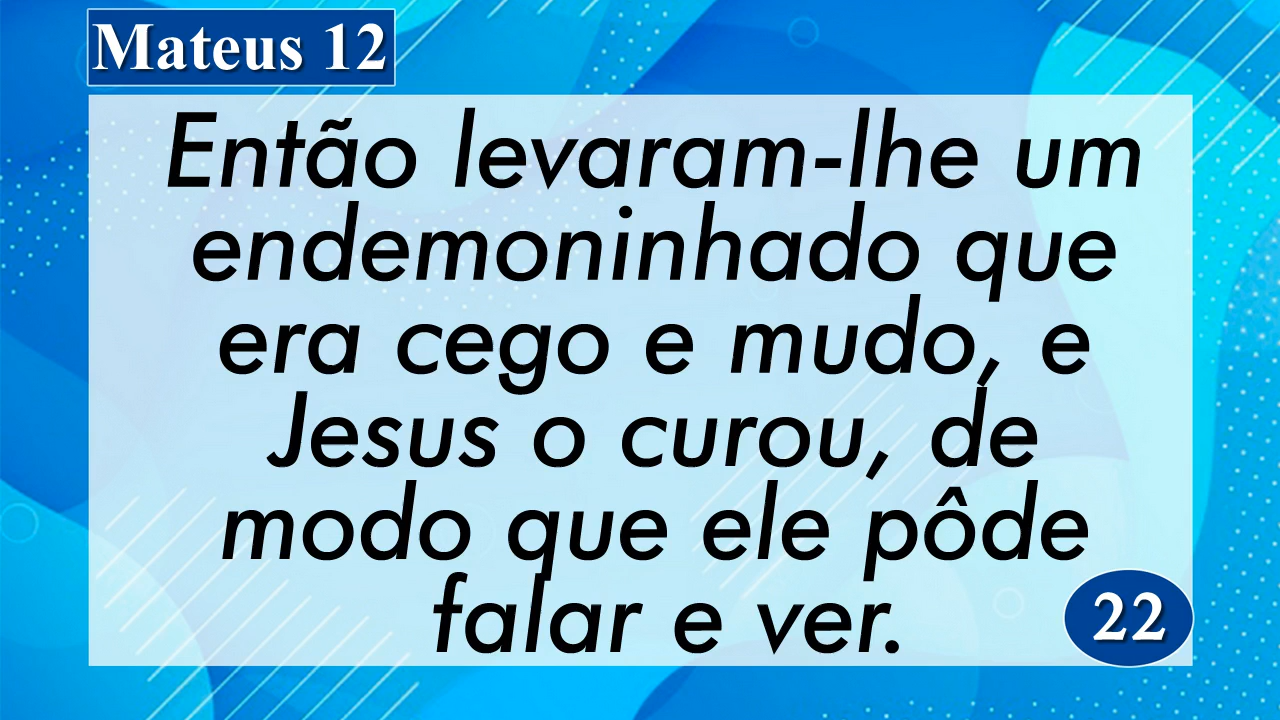 Mateus 12
Então levaram-lhe um
endemoninhado que
era cego e mudo, e
Jesus o curou, de
modo que ele pôde
falar e ver.
22